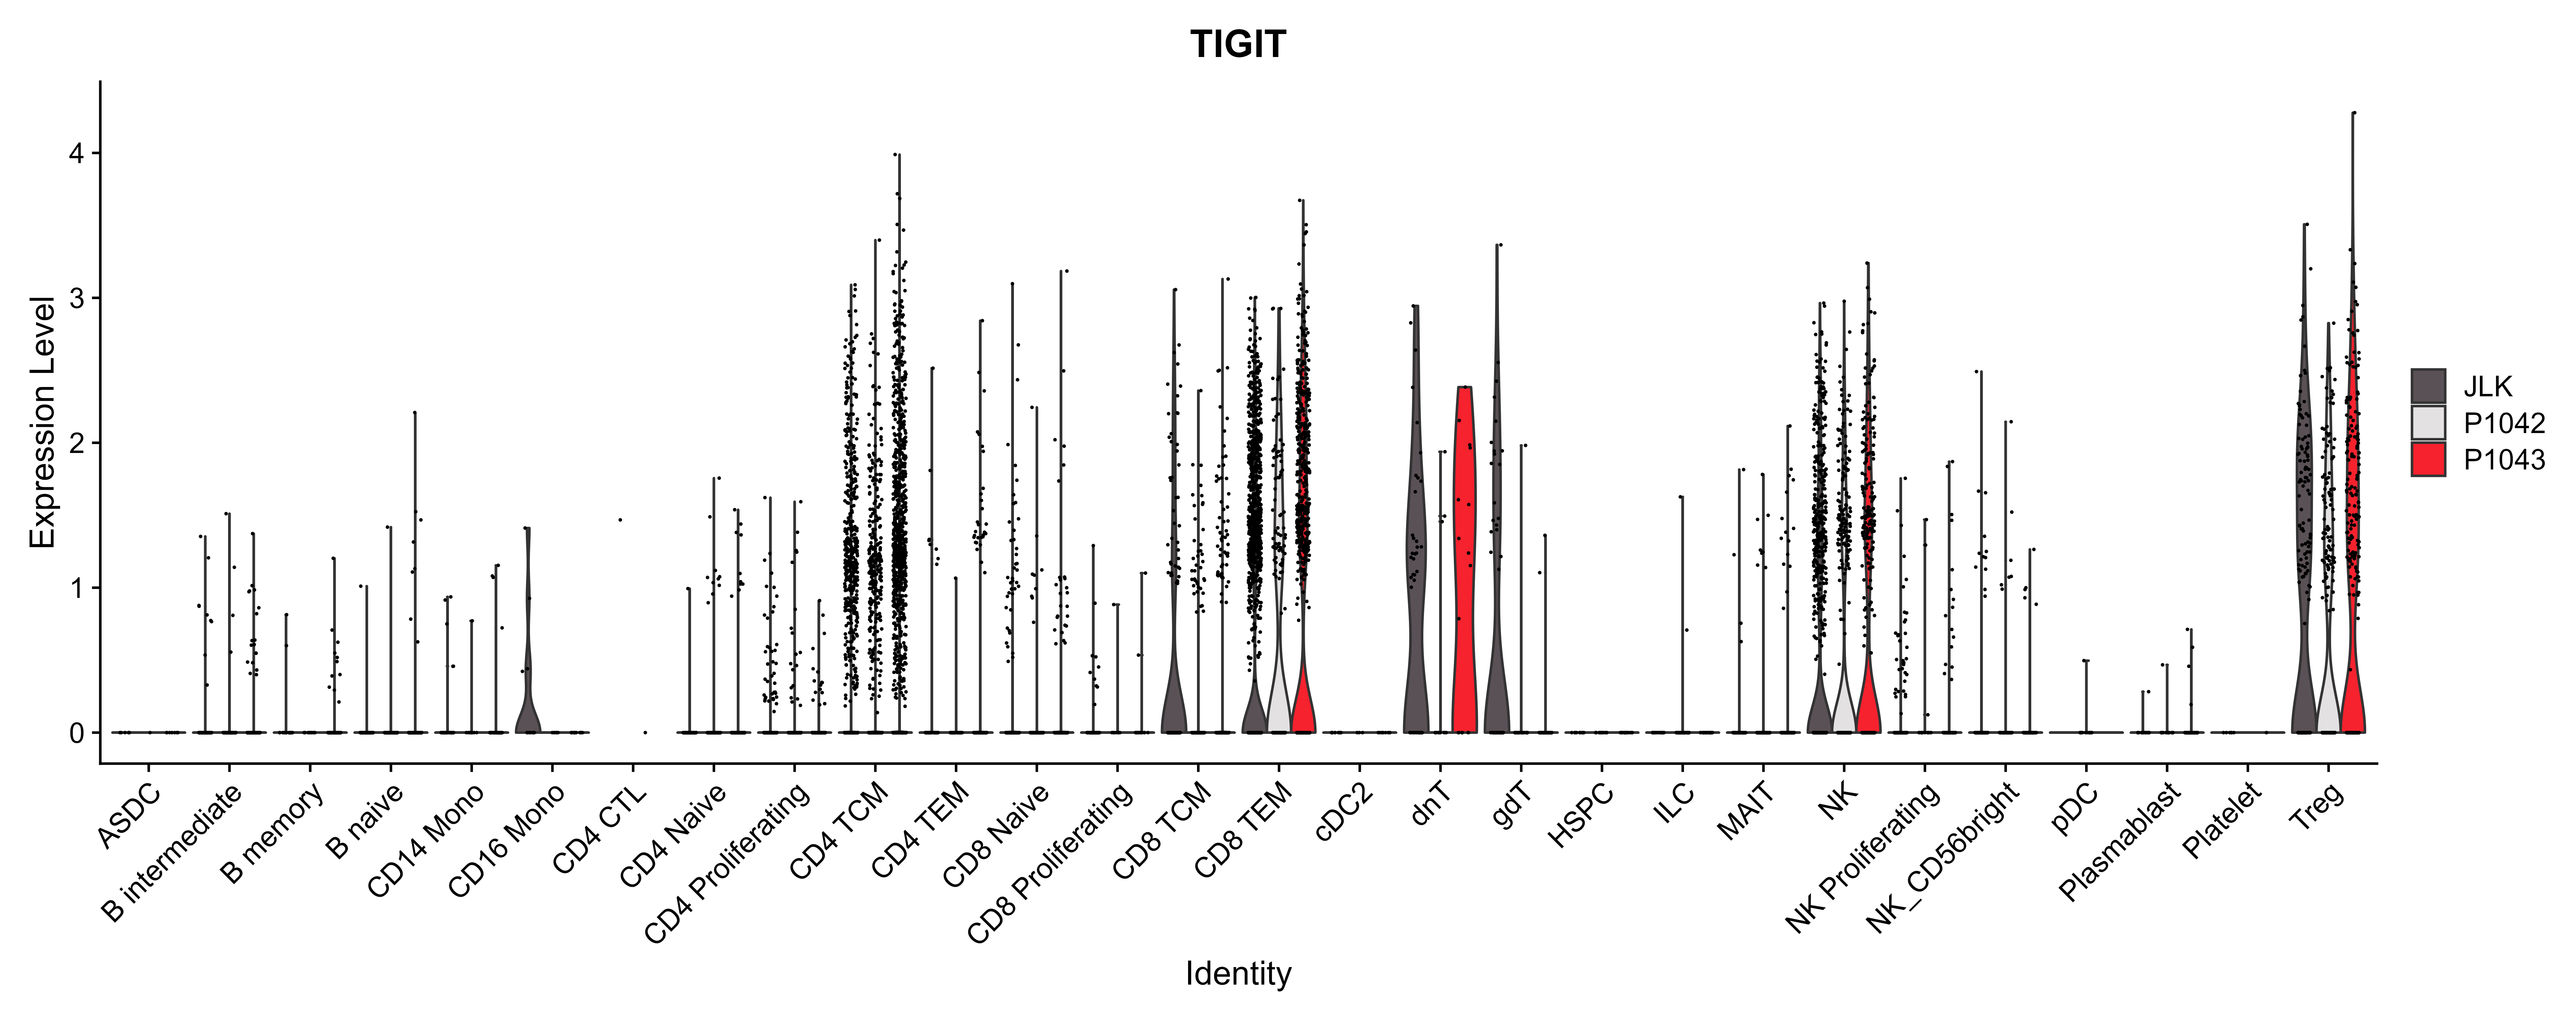 TIGIT
Expression Level
4
3
2
1
0
ASDC
B intermediate
B memory
B naive
CD14 Mono
CD16 Mono
CD4 CTL
CD4 Naive
CD4 Proliferating
CD4 TCM
CD4 TEM
CD8 Naive
CD8 Proliferating
CD8 TCM
CD8 TEM
cDC2
dnT
gdT
HSPC
ILC
MAIT
NK
NK Proliferating
NK_CD56bright
pDC
Plasmablast
Platelet
Treg
Identity
JLK
P1042
P1043